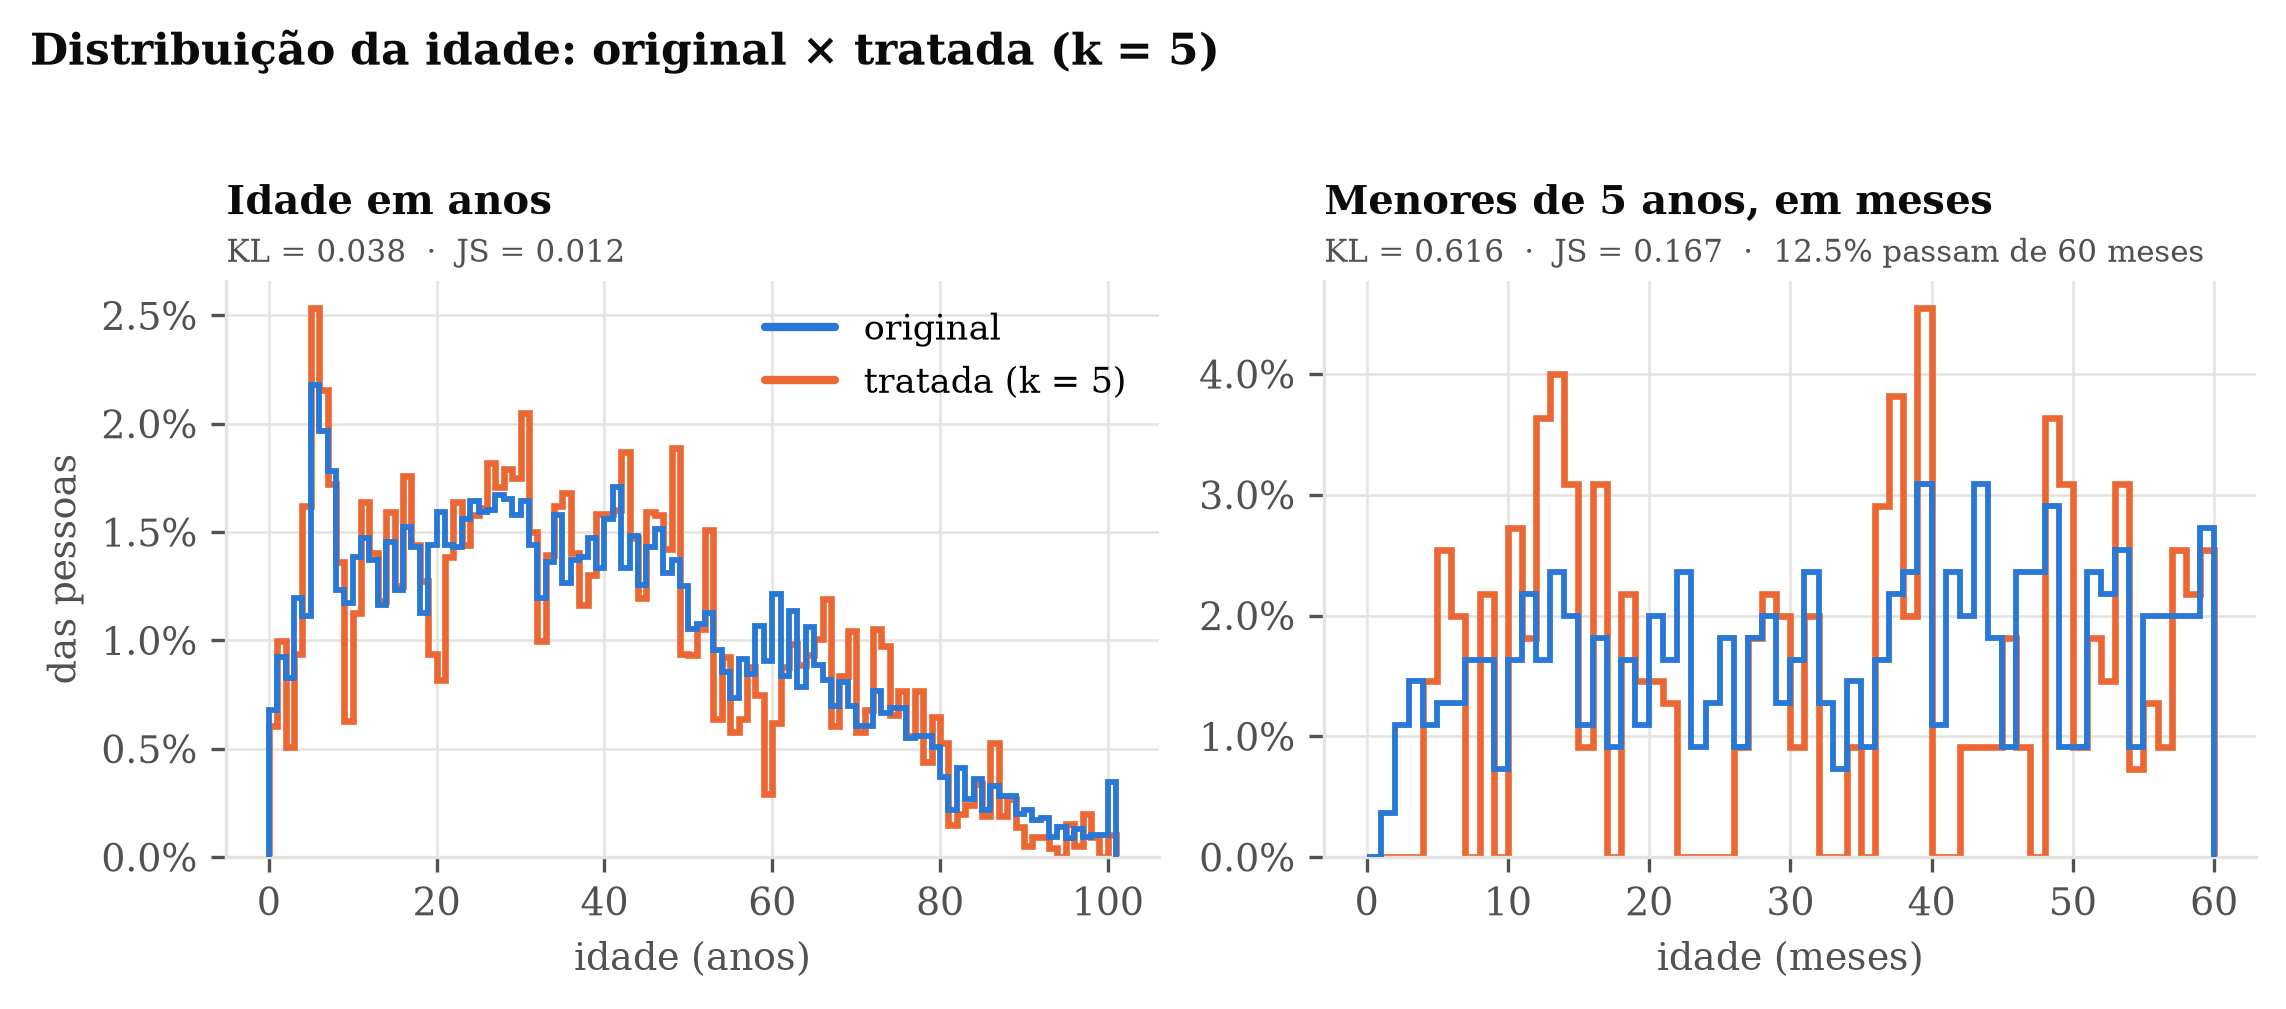 Distribuição da idade: original × tratada (k = 5)
Idade em anos
KL = 0.038 · JS = 0.012
das pessoas
2.5%
2.0%
1.5%
1.0%
0.5%
0.0%
original
tratada (k = 5)
0 20 40 60 80 100
idade (anos)
Menores de 5 anos, em meses
KL = 0.616 · JS = 0.167 · 12.5% passam de 60 meses
4.0%
3.0%
2.0%
1.0%
0.0%
0 10 20 30 40 50 60
idade (meses)